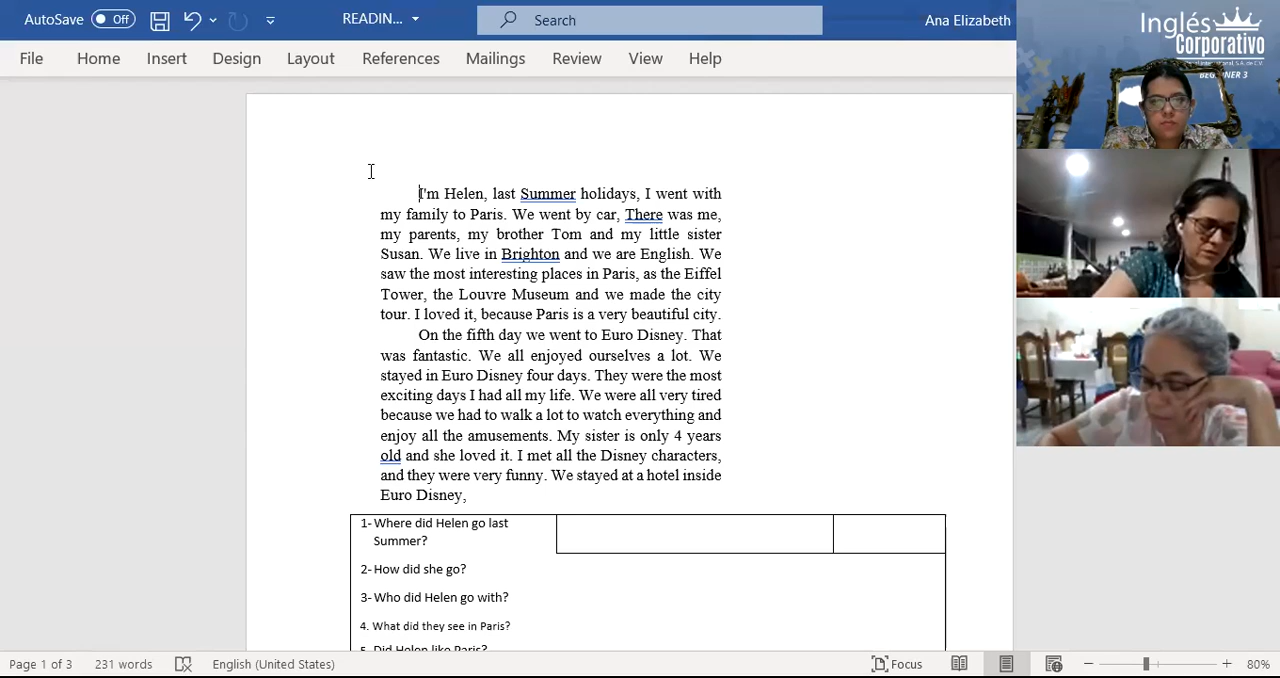 AutoSave Off READIN... Search Ana Elizabeth
File Home Insert Design Layout References Mailings Review View Help
Inglés
Corporativo
BEGINNER 3
I'm Helen, last Summer holidays, I went with
my family to Paris. We went by car, There was me,
my parents, my brother Tom and my little sister
Susan. We live in Brighton and we are English. We
saw the most interesting places in Paris, as the Eiffel
Tower, the Louvre Museum and we made the city
tour. I loved it, because Paris is a very beautiful city.
On the fifth day we went to Euro Disney. That
was fantastic. We all enjoyed ourselves a lot. We
stayed in Euro Disney four days. They were the most
exciting days I had all my life. We were all very tired
because we had to walk a lot to watch everything and
enjoy all the amusements. My sister is only 4 years
old and she loved it. I met all the Disney characters,
and they were very funny. We stayed at a hotel inside
Euro Disney,
1- Where did Helen go last
Summer?
2- How did she go?
3- Who did Helen go with?
4. What did they see in Paris?
5. Did Helen like Paris?
Page 1 of 3 231 words English (United States) Focus 80%